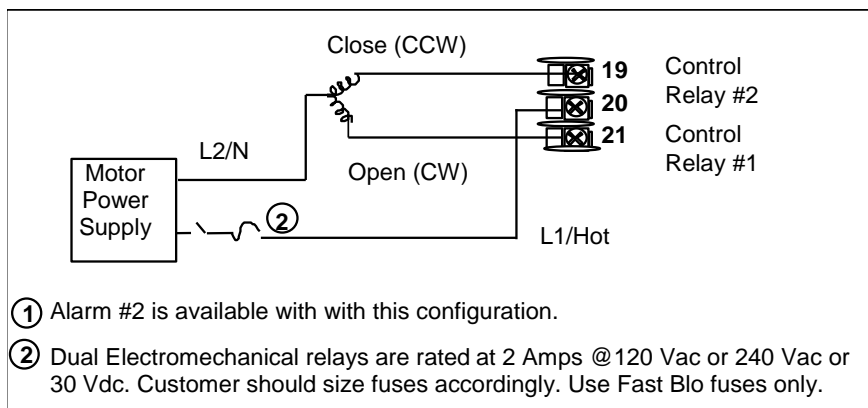 Close (CCW)
19 Control
Relay #2
20
21 Control
Relay #1
L2/N
Open (CW)
Motor
Power
Supply
2
L1/Hot
1 Alarm #2 is available with with this configuration.
2 Dual Electromechanical relays are rated at 2 Amps @120 Vac or 240 Vac or
30 Vdc. Customer should size fuses accordingly. Use Fast Blo fuses only.